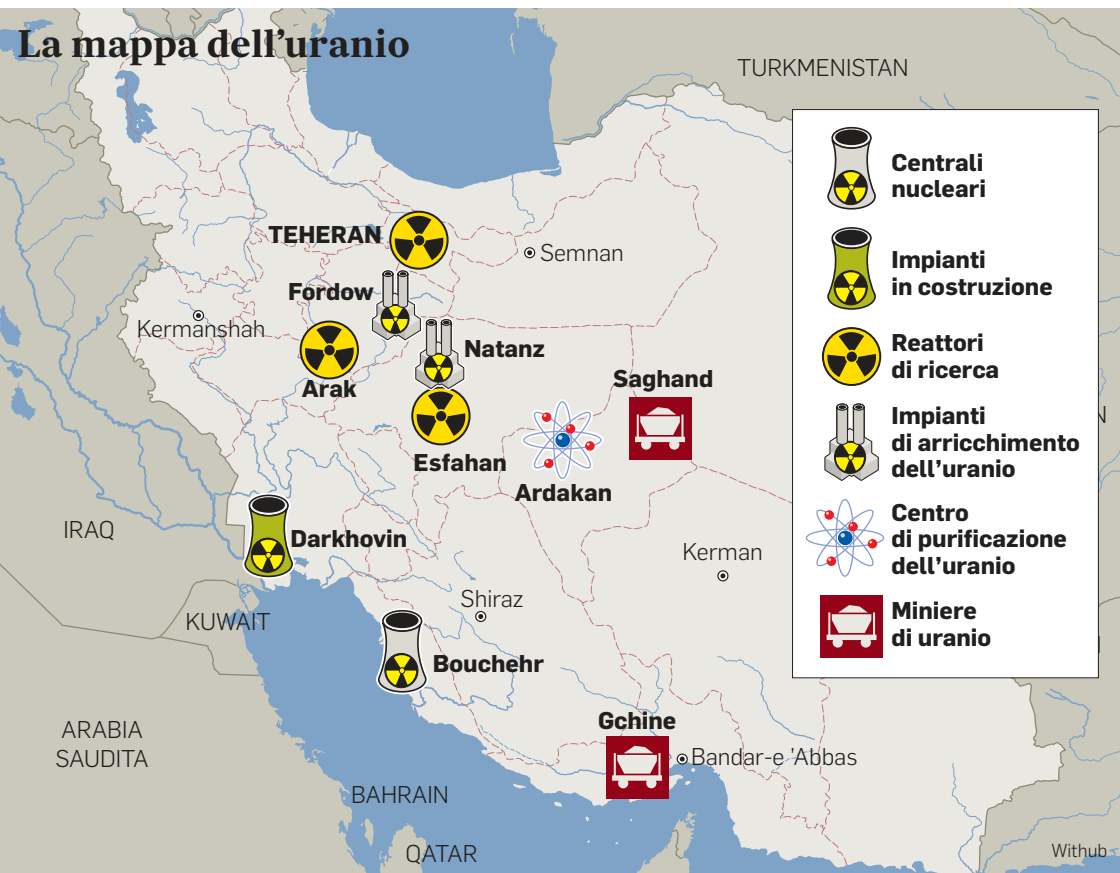 La mappa dell'uranio
TURKMENISTAN
Centrali
nucleari
Impianti
in costruzione
Reattori
di ricerca
Impianti
di arricchimento
dell'uranio
Centro
di purificazione
dell'uranio
Miniere
di uranio
TEHERAN
Semnan
Fordow
Kermanshah
Natanz
Arak
Saghand
Esfahan
Ardakan
IRAQ
Darkhovin
Kerman
Shiraz
KUWAIT
Bouchehr
Gchine
ARABIA
SAUDITA
Bandar-e 'Abbas
BAHRAIN
QATAR
Withub